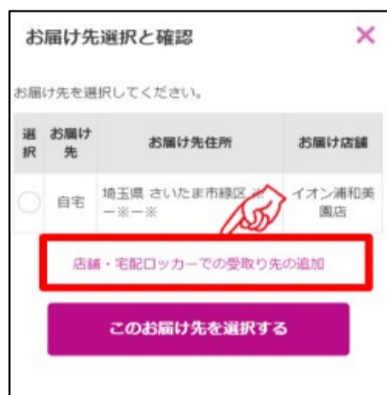 お届け先選択と確認 ×
お届け先を選択してください。
選択 お届け先 お届け先住所 お届け店舗
自宅 埼玉県 さいたま市緑区 ※ー※ー※ イオン浦和美園店
店舗・宅配ロッカーでの受取り先の追加
このお届け先を選択する